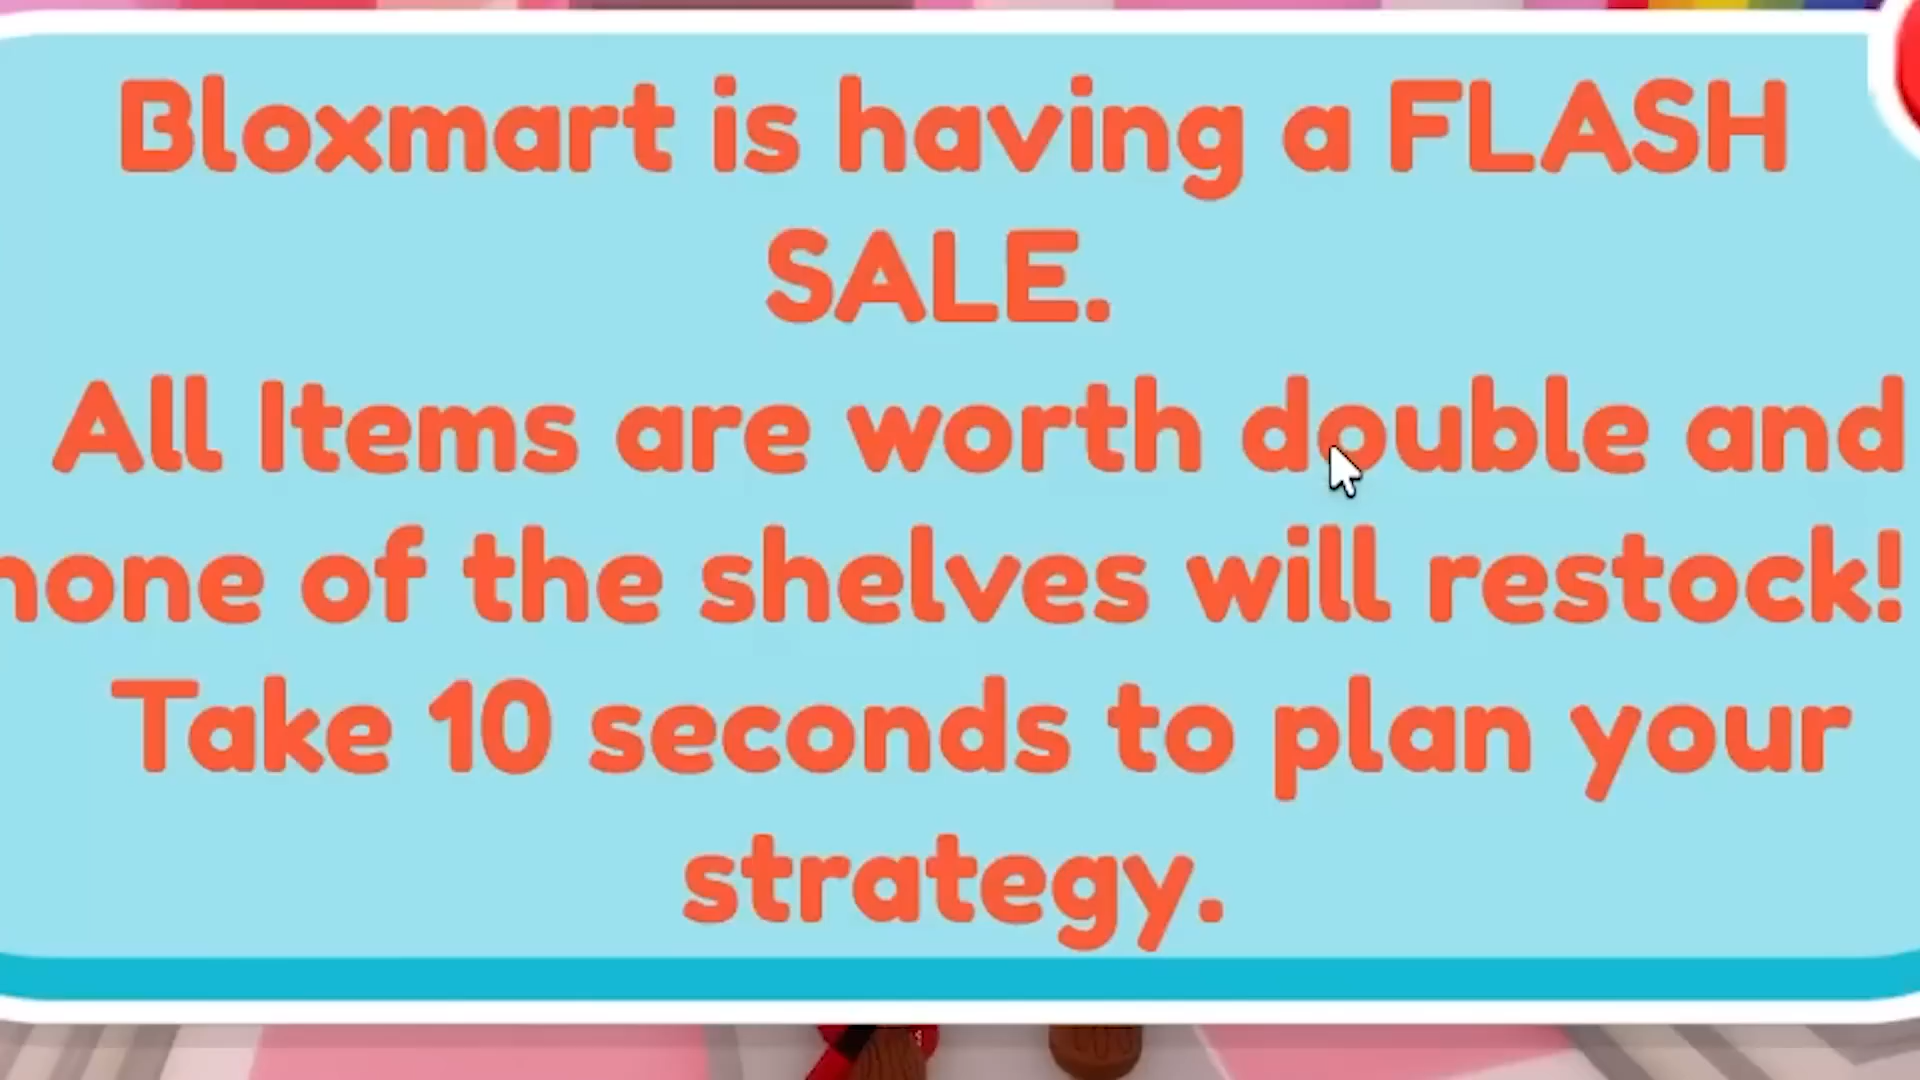 Bloxmart is having a FLASH
SALE.
All Items are worth double and
none of the shelves will restock!
Take 10 seconds to plan your
strategy.